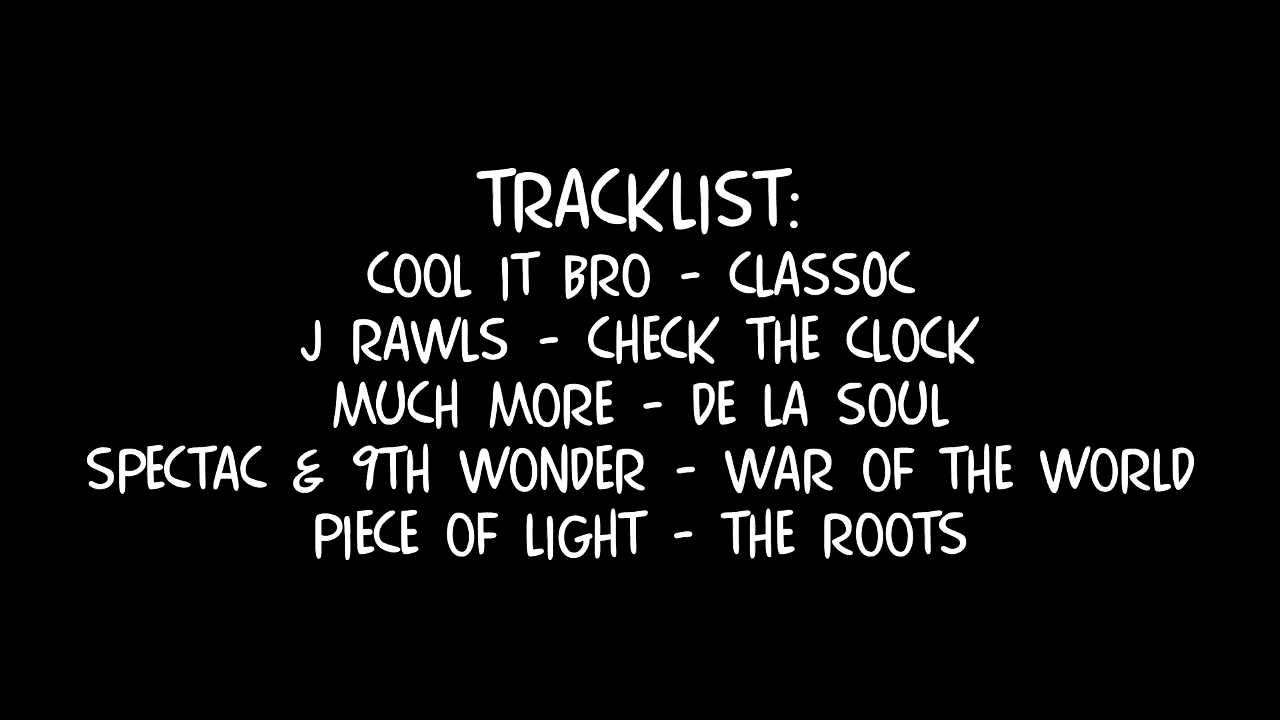 TRACKLIST:
COOL IT BRO - CLASSOC
J RAWLS - CHECK THE CLOCK
MUCH MORE - DE LA SOUL
SPECTAC & 9TH WONDER - WAR OF THE WORLD
PIECE OF LIGHT - THE ROOTS